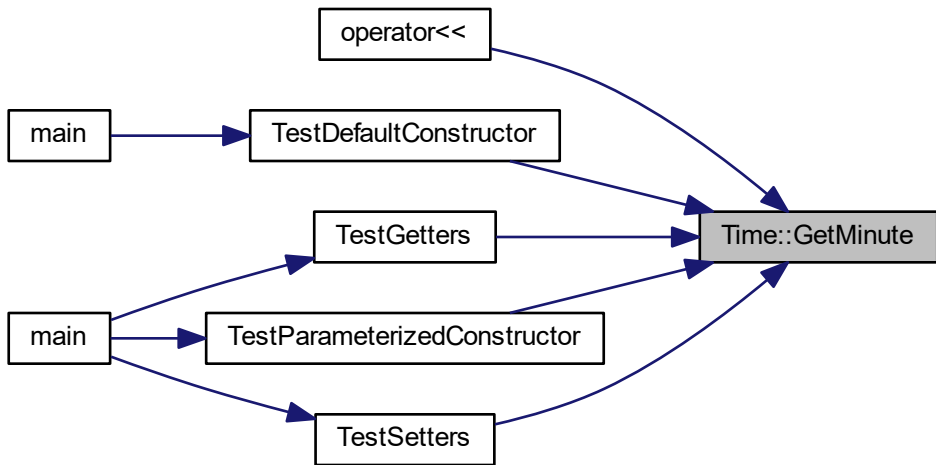 operator<<
main
TestDefaultConstructor
TestGetters
Time::GetMinute
main
TestParameterizedConstructor
TestSetters